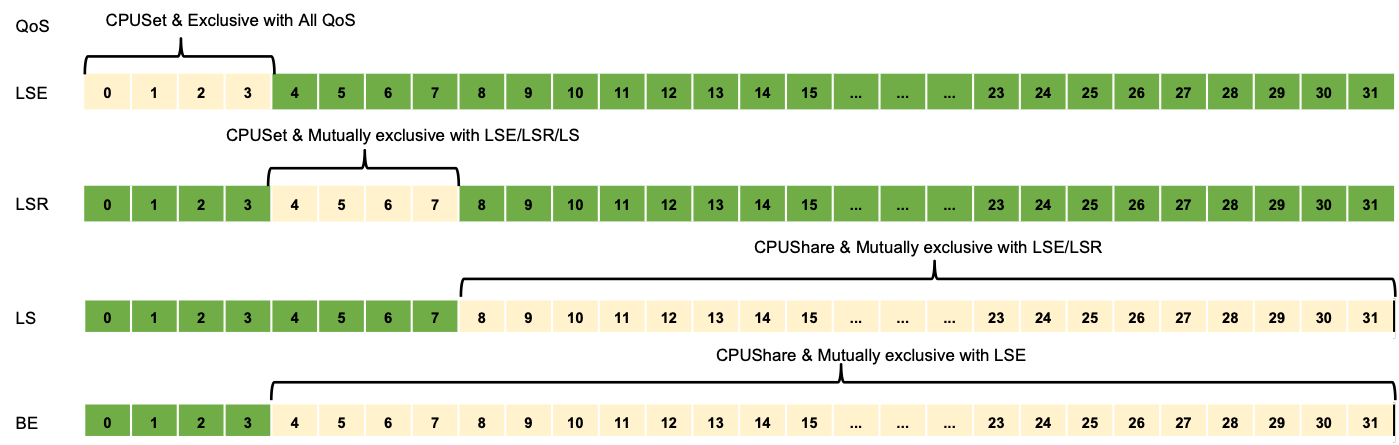 QoS CPUSet & Exclusive with All QoS
LSE 0 1 2 3 4 5 6 7 8 9 10 11 12 13 14 15 ... ... ... 23 24 25 26 27 28 29 30 31
CPUSet & Mutually exclusive with LSE/LSR/LS
LSR 0 1 2 3 4 5 6 7 8 9 10 11 12 13 14 15 ... ... ... 23 24 25 26 27 28 29 30 31
CPUShare & Mutually exclusive with LSE/LSR
LS 0 1 2 3 4 5 6 7 8 9 10 11 12 13 14 15 ... ... ... 23 24 25 26 27 28 29 30 31
CPUShare & Mutually exclusive with LSE
BE 0 1 2 3 4 5 6 7 8 9 10 11 12 13 14 15 ... ... ... 23 24 25 26 27 28 29 30 31